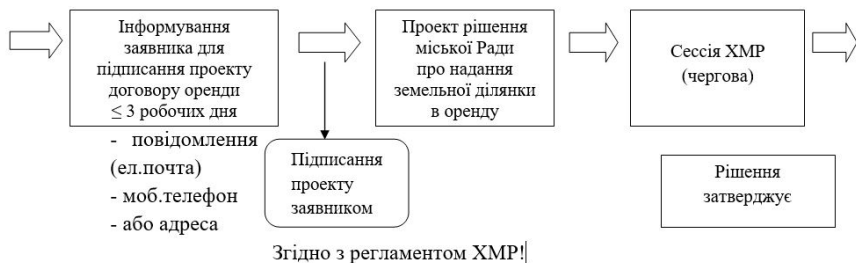 Інформування
заявника для
підписання проекту
договору оренди
≤ 3 робочих дня
- повідомлення
(ел.почта)
- моб.телефон
- або адреса
Підписання
проекту
заявником
Проект рішення
міської Ради
про надання
земельної ділянки
в оренду
Сессія ХМР
(чергова)
Рішення
затверджує
Згідно з регламентом ХМР!